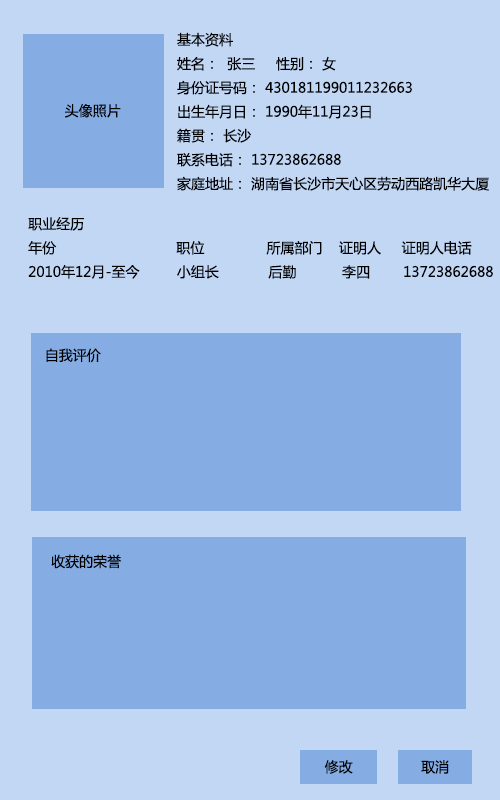 头像照片
基本资料
姓名： 张三 性别：女
身份证号码：430181199011232663
出生年月日：1990年11月23日
籍贯：长沙
联系电话：13723862688
家庭地址：湖南省长沙市天心区劳动西路凯华大厦
职业经历
年份 职位 所属部门 证明人 证明人电话
2010年12月-至今 小组长 后勤 李四 13723862688
自我评价
收获的荣誉
修改 取消